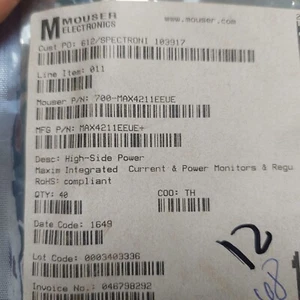 MOUSER
ELECTRONICS
www.mouser.com
Cust PO: 612/SPECTRONI 109917
Line Item: 011
Mouser P/N: 700-MAX4211EEUE
MFG P/N: MAX4211EEUE+
Desc: High-Side Power
Maxim Integrated Current & Power Monitors & Regu
RoHS: compliant
QTY: 40 COO: TH
Date Code: 1649
12
Lot Code: 0003403336
Invoice No.: 046798292